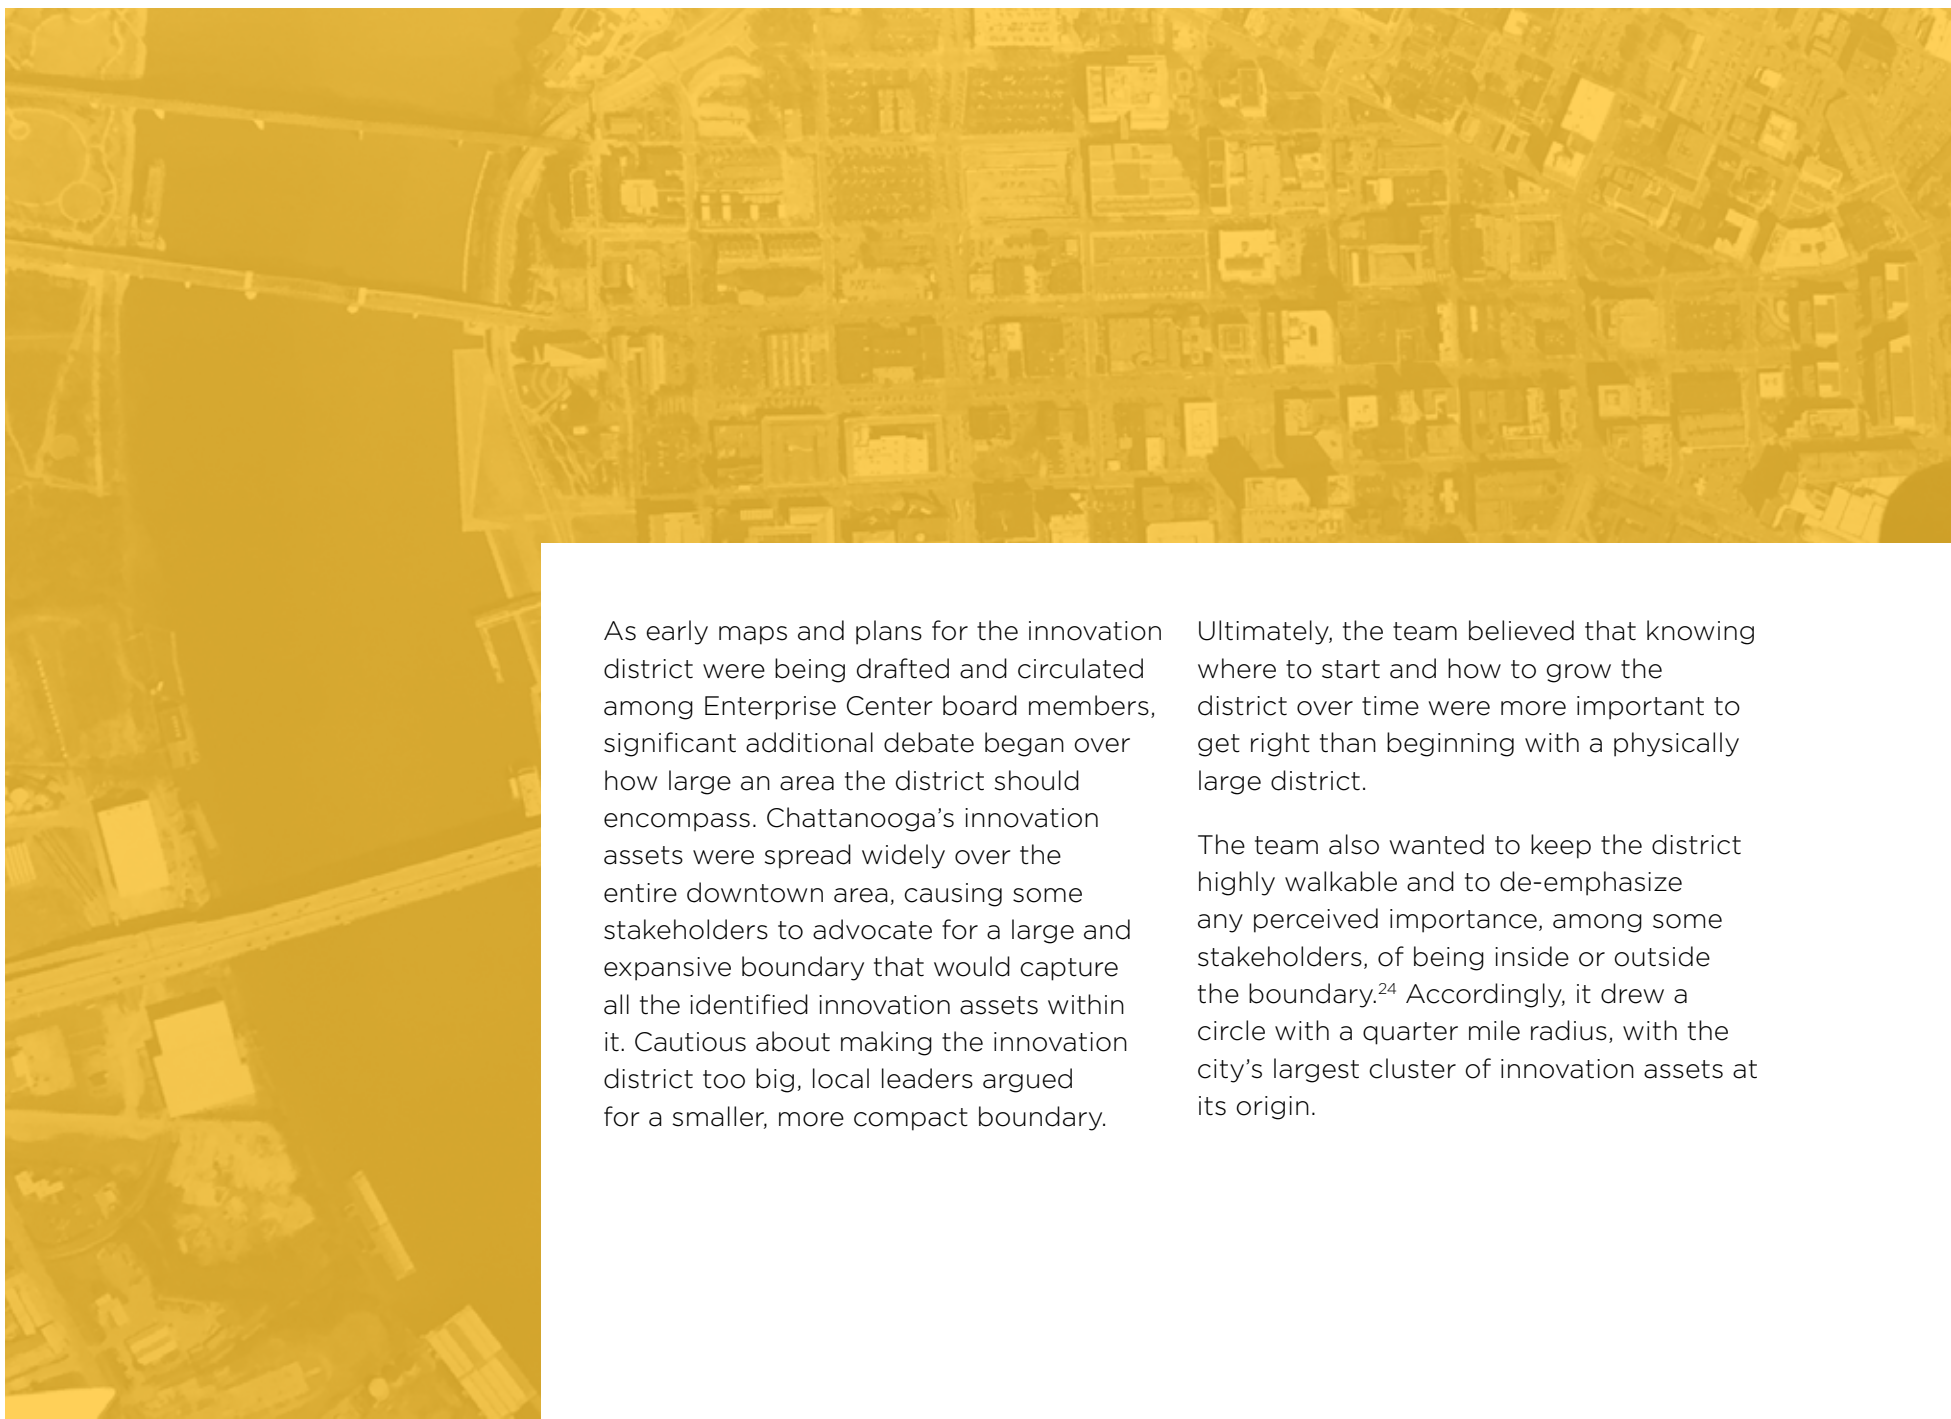 As early maps and plans for the innovation
district were being drafted and circulated
among Enterprise Center board members,
significant additional debate began over
how large an area the district should
encompass. Chattanooga’s innovation
assets were spread widely over the
entire downtown area, causing some
stakeholders to advocate for a large and
expansive boundary that would capture
all the identified innovation assets within
it. Cautious about making the innovation
district too big, local leaders argued
for a smaller, more compact boundary.
Ultimately, the team believed that knowing
where to start and how to grow the
district over time were more important to
get right than beginning with a physically
large district.
The team also wanted to keep the district
highly walkable and to de-emphasize
any perceived importance, among some
stakeholders, of being inside or outside
the boundary.24 Accordingly, it drew a
circle with a quarter mile radius, with the
city’s largest cluster of innovation assets at
its origin.